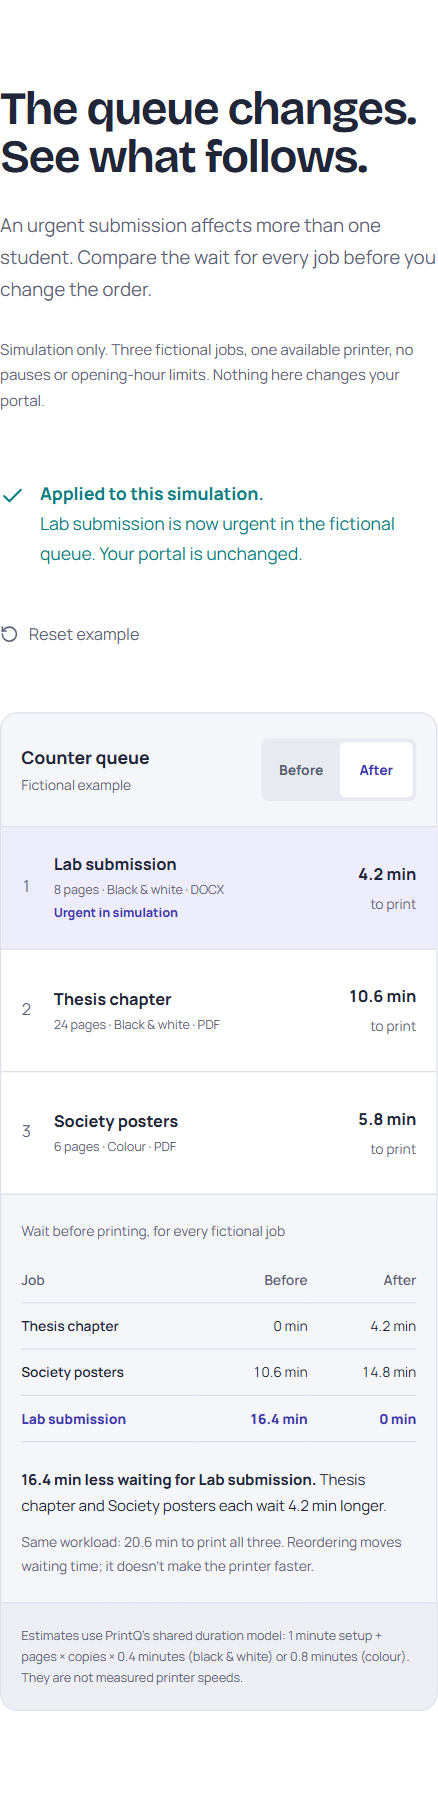 The queue changes.
See what follows.
An urgent submission affects more than one
student. Compare the wait for every job before you
change the order.
Simulation only. Three fictional jobs, one available printer, no
pauses or opening-hour limits. Nothing here changes your
portal.
Applied to this simulation.
Lab submission is now urgent in the fictional
queue. Your portal is unchanged.
Reset example
Counter queue
Fictional example
Before After
1
Lab submission
8 pages · Black & white · DOCX
Urgent in simulation
4.2 min
to print
2
Thesis chapter
24 pages · Black & white · PDF
10.6 min
to print
3
Society posters
6 pages · Colour · PDF
5.8 min
to print
Wait before printing, for every fictional job
Job Before After
Thesis chapter 0 min 4.2 min
Society posters 10.6 min 14.8 min
Lab submission 16.4 min 0 min
16.4 min less waiting for Lab submission. Thesis
chapter and Society posters each wait 4.2 min longer.
Same workload: 20.6 min to print all three. Reordering moves
waiting time; it doesn't make the printer faster.
Estimates use PrintQ's shared duration model: 1 minute setup +
pages × copies × 0.4 minutes (black & white) or 0.8 minutes (colour).
They are not measured printer speeds.